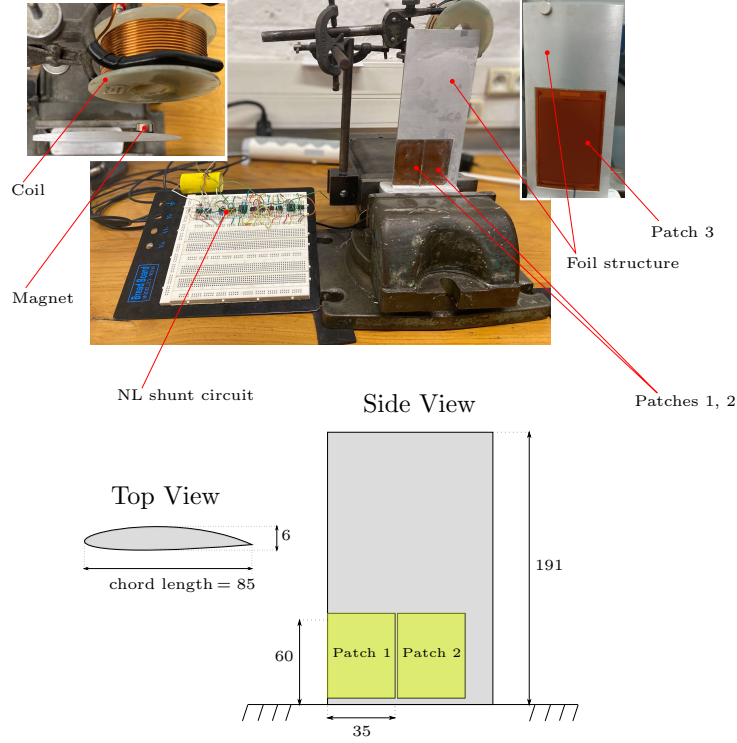 Coil
Patch 3
Foil structure
Magnet
NL shunt circuit
Patches 1, 2
Side View
Top View
6
191
chord length = 85
60
Patch 1
Patch 2
35